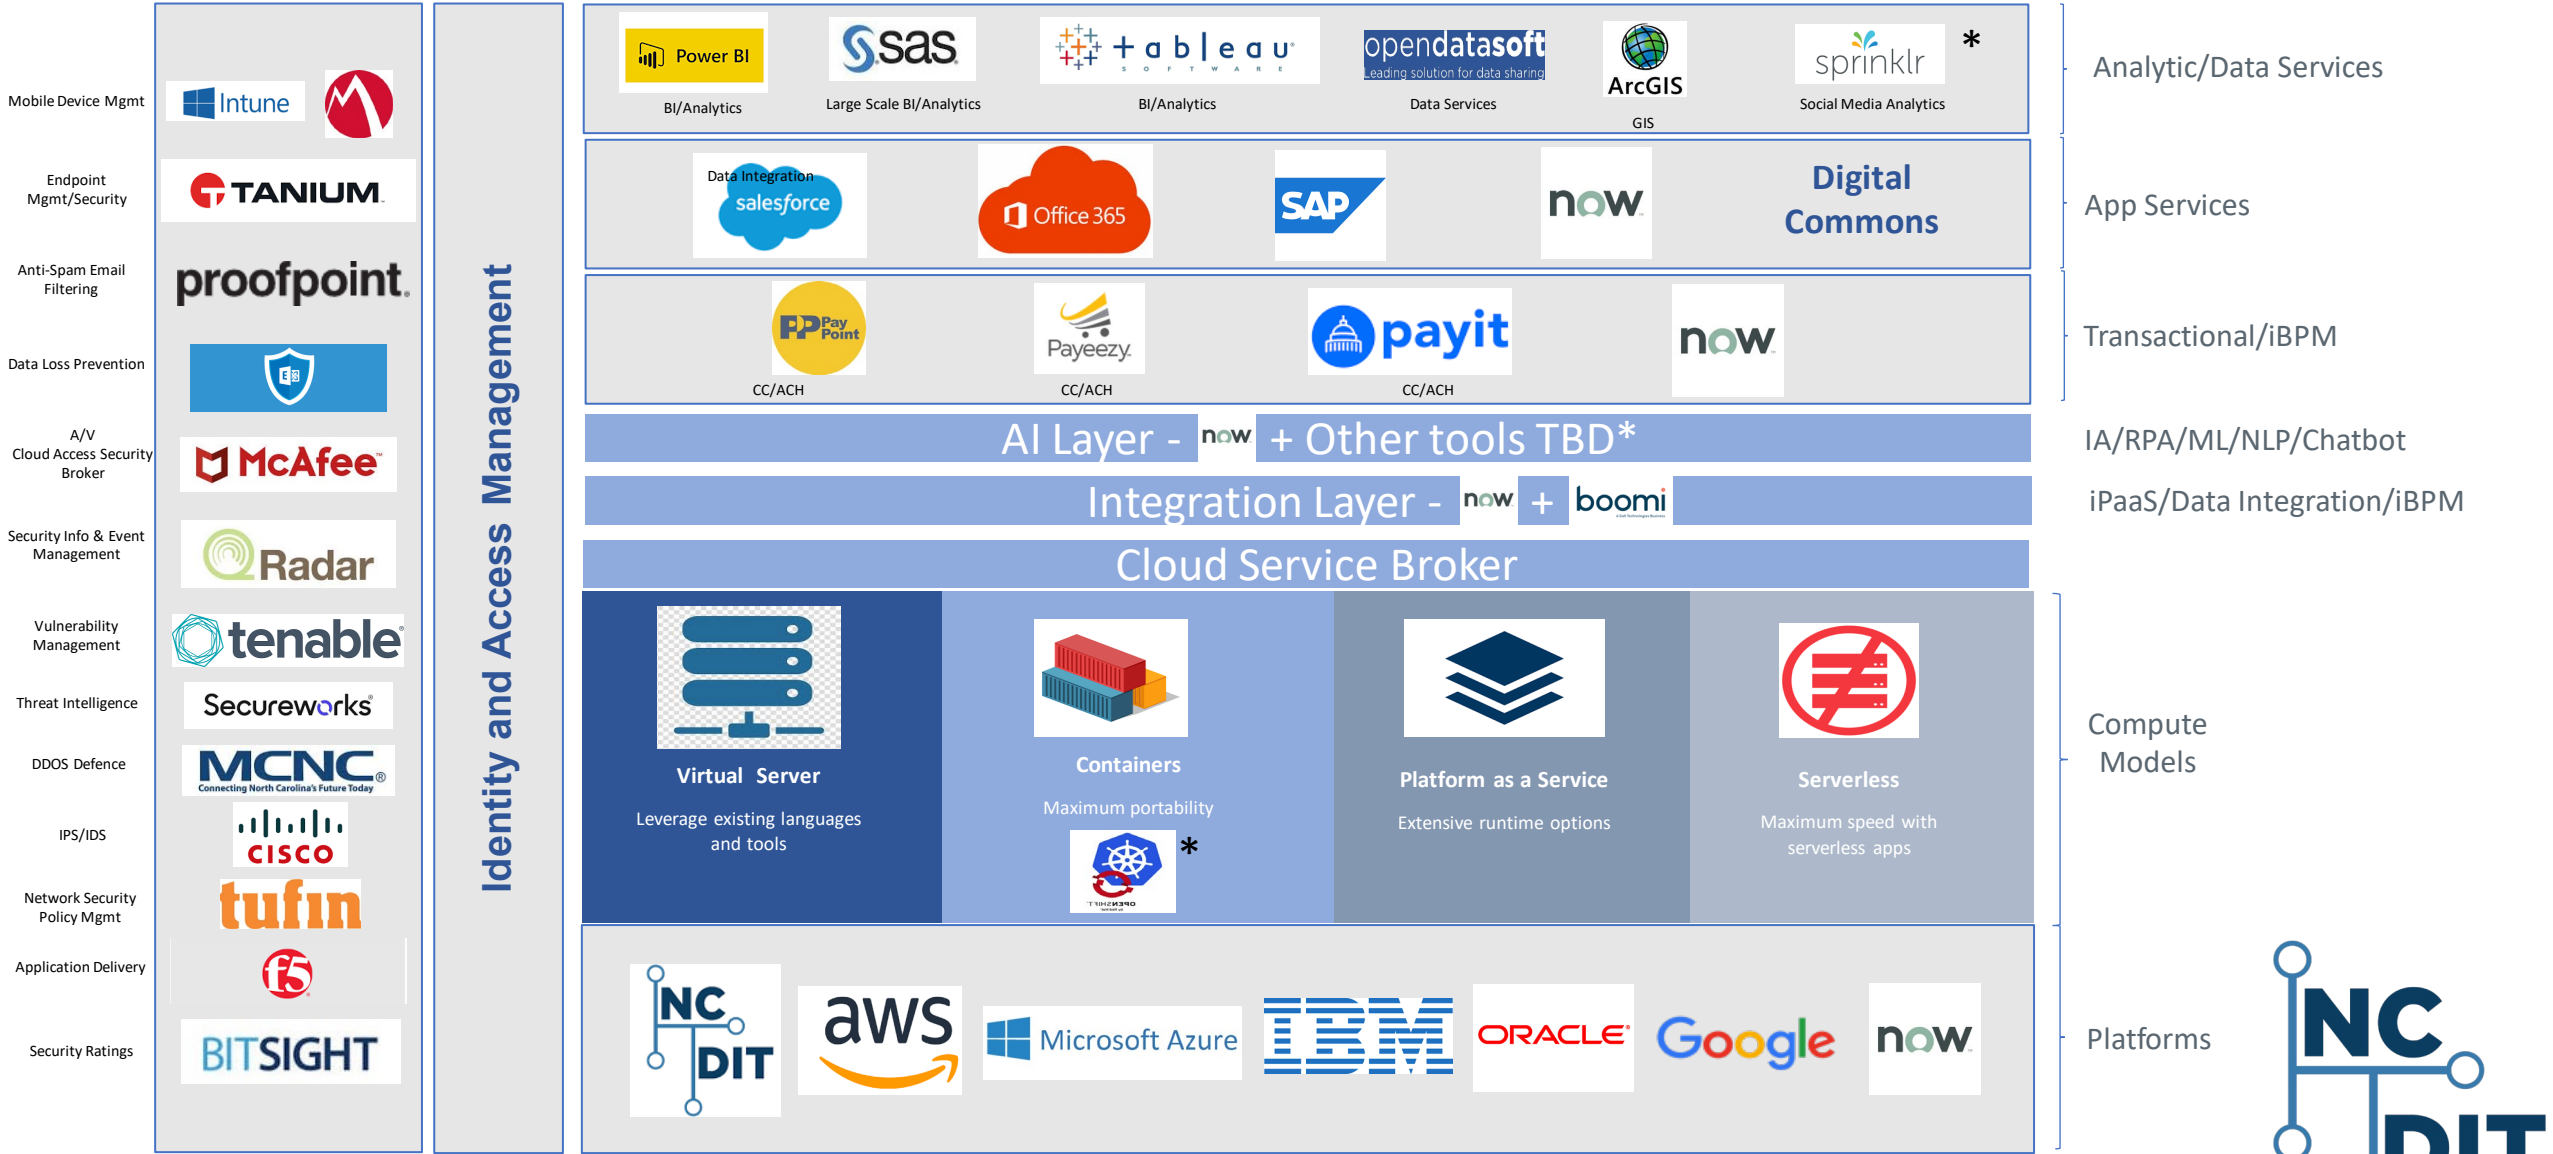 Mobile Device Mgmt
Intune
Endpoint
Mgmt/Security
TANIUM
Anti-Spam Email
Filtering
proofpoint
Data Loss Prevention
E
A/V
Cloud Access Security
Broker
McAfee™
Security Info & Event
Management
QRadar
Vulnerability
Management
tenable
Threat Intelligence
Secureworks
DDOS Defence
MCNC®
Connecting North Carolina's Future Today
IPS/IDS
CISCO
Network Security
Policy Mgmt
tufin
Application Delivery
f5
Security Ratings
BITSIGHT
Identity and Access Management
Power BI
BI/Analytics
sas
Large Scale BI/Analytics
+ableau
SOFTWARE
BI/Analytics
opendatasoft
Leading solution for data sharing
Data Services
ArcGIS
GIS
sprinklr
*
Social Media Analytics
Analytic/Data Services
Data Integration
salesforce
Office 365
SAP
now
Digital
Commons
App Services
PP Pay
Point
CC/ACH
Payeezy
CC/ACH
payit
CC/ACH
now
Transactional/iBPM
AI Layer - now + Other tools TBD*
IA/RPA/ML/NLP/Chatbot
Integration Layer - now + boomi
iPaaS/Data Integration/iBPM
Cloud Service Broker
Virtual Server
Leverage existing languages
and tools
Containers
Maximum portability
*
OPENSHIFT
Platform as a Service
Extensive runtime options
Serverless
Maximum speed with
serverless apps
Compute
Models
NC
DIT
aws
Microsoft Azure
IBM
ORACLE
Google
now
Platforms
NC
DIT